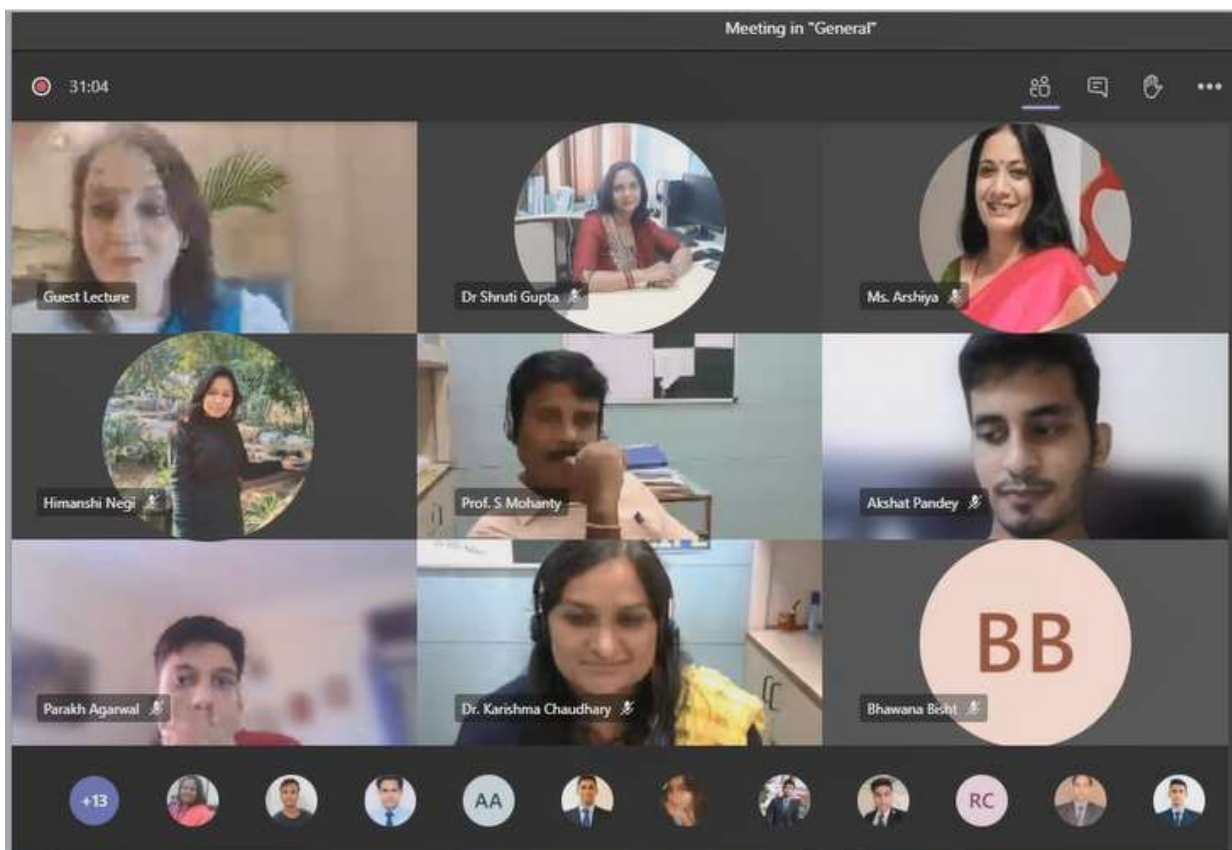 Meeting in "General"
31:04
Guest Lecture
Dr Shruti Gupta
Ms. Arshiya
Himanshi Negi
Prof. S Mohanty
Akshat Pandey
Parakh Agarwal
Dr. Karishma Chaudhary
BB
Bhawana Bisht
+13
AA
RC